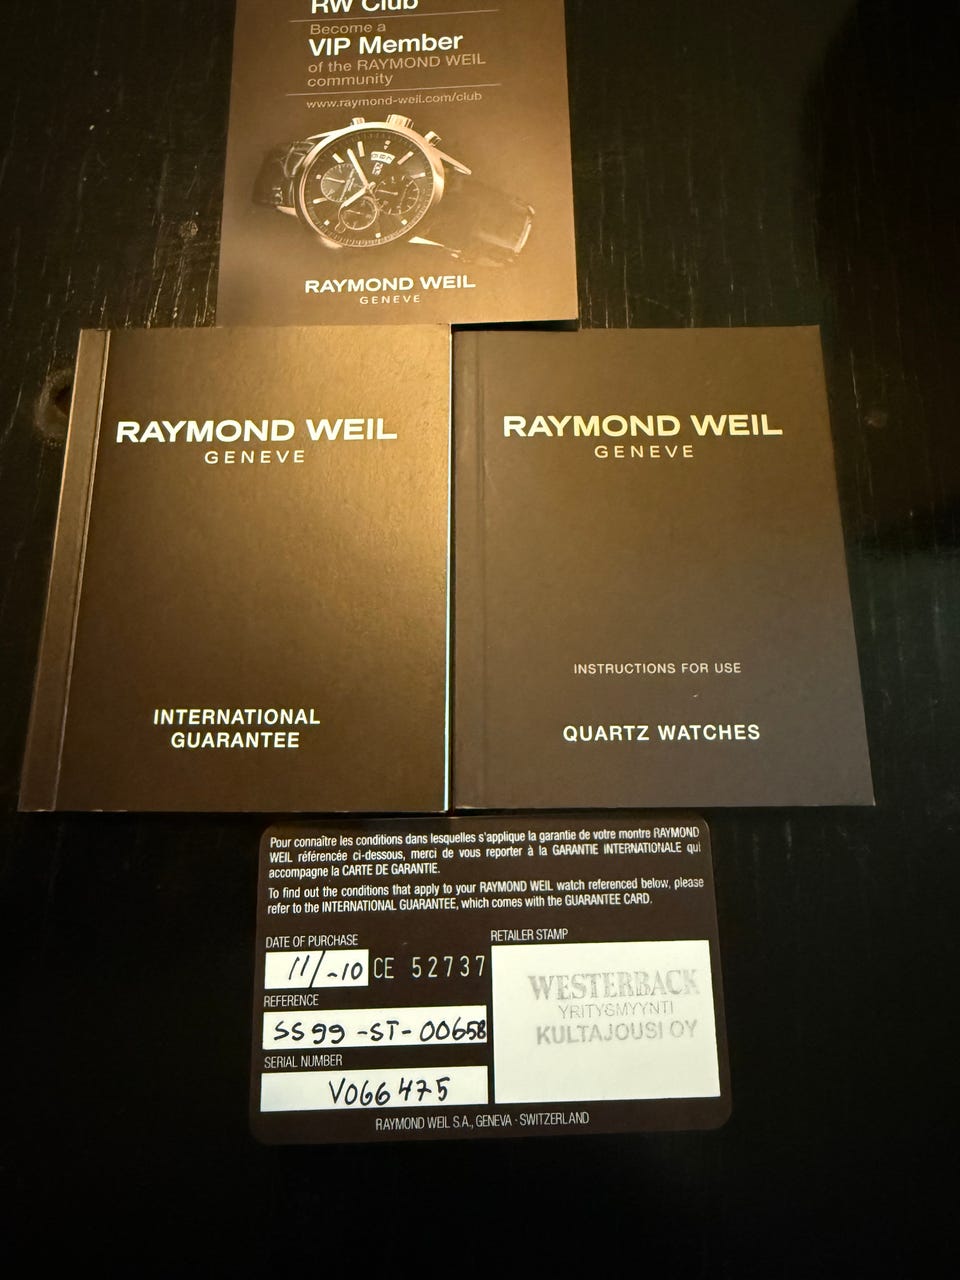 RW Club
Become a
VIP Member
of the RAYMOND WEIL
community
www.raymond-weil.com/club
RAYMOND WEIL
GENEVE
RAYMOND WEIL
GENEVE
INTERNATIONAL
GUARANTEE
RAYMOND WEIL
GENEVE
INSTRUCTIONS FOR USE
QUARTZ WATCHES
Pour connaître les conditions dans lesquelles s'applique la garantie de votre montre RAYMOND
WEIL référencée ci-dessous, merci de vous reporter à la GARANTIE INTERNATIONALE qui
accompagne la CARTE DE GARANTIE.
To find out the conditions that apply to your RAYMOND WEIL watch referenced below, please
refer to the INTERNATIONAL GUARANTEE, which comes with the GUARANTEE CARD.
DATE OF PURCHASE
11/-10 CE 52737
REFERENCE
5599-ST-00658
SERIAL NUMBER
V066475
RETAILER STAMP
WESTERBACK
YRITYSMYYNTI
KULTAJOUSI OY
RAYMOND WEIL S.A., GENEVA · SWITZERLAND